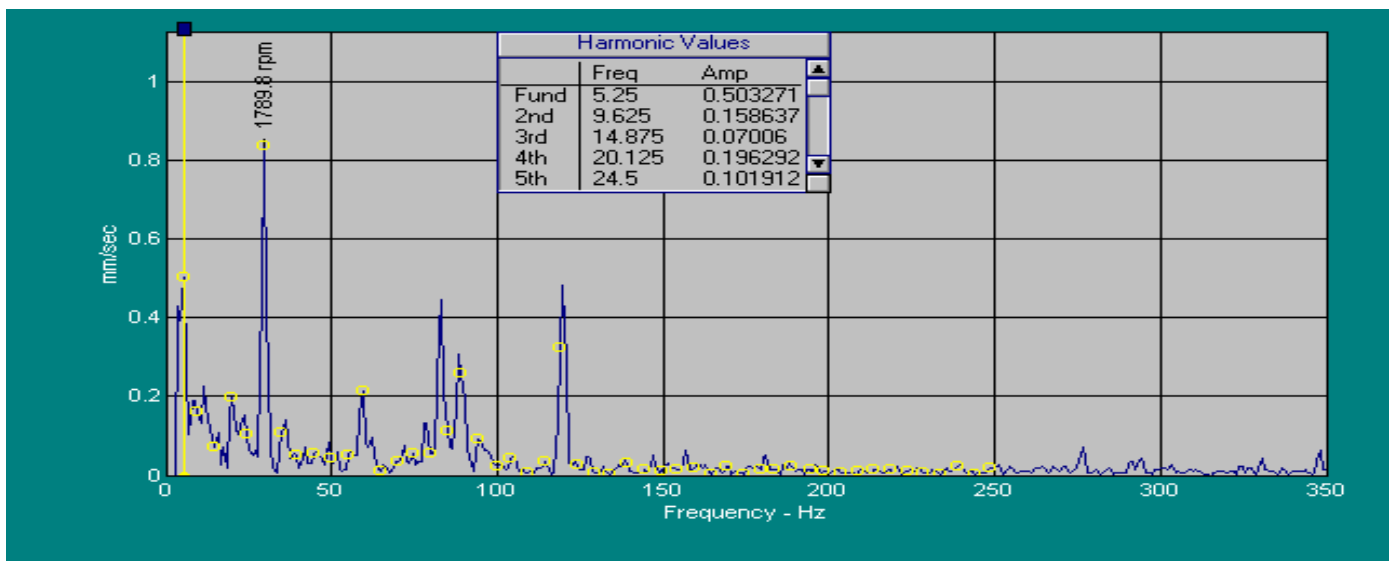 Harmonic Values
Freq Amp
Fund 5.25 0.503271
2nd 9.625 0.158637
3rd 14.875 0.07006
4th 20.125 0.196292
5th 24.5 0.101912
1789.8 rpm
mm/sec
1
0.8
0.6
0.4
0.2
0
0 50 100 150 200 250 300 350
Frequency - Hz